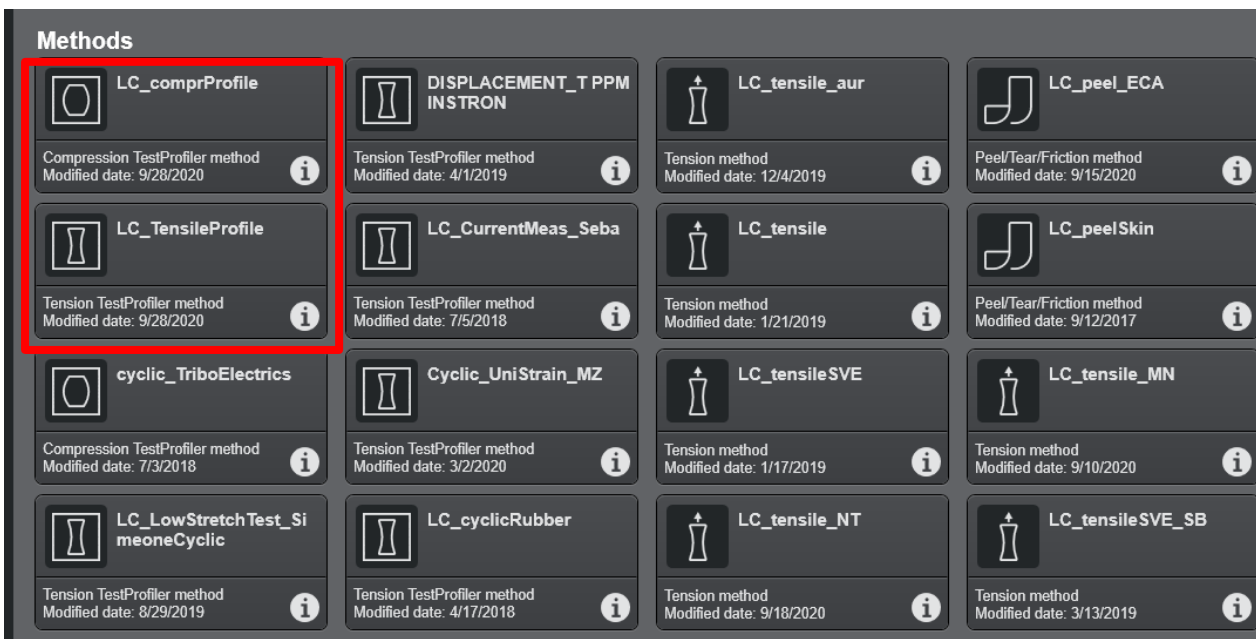 Methods
LC_comprProfile
Compression TestProfiler method
Modified date: 9/28/2020
DISPLACEMENT_T PPM
INSTRON
Tension TestProfiler method
Modified date: 4/1/2019
LC_tensile_aur
Tension method
Modified date: 12/4/2019
LC_peel_ECA
Peel/Tear/Friction method
Modified date: 9/15/2020
LC_TensileProfile
Tension TestProfiler method
Modified date: 9/28/2020
LC_CurrentMeas_Seba
Tension TestProfiler method
Modified date: 7/5/2018
LC_tensile
Tension method
Modified date: 1/21/2019
LC_peelSkin
Peel/Tear/Friction method
Modified date: 9/12/2017
cyclic_TriboElectrics
Compression TestProfiler method
Modified date: 7/3/2018
Cyclic_UniStrain_MZ
Tension TestProfiler method
Modified date: 3/2/2020
LC_tensileSVE
Tension method
Modified date: 1/17/2019
LC_tensile_MN
Tension method
Modified date: 9/10/2020
LC_LowStretchTest_Si
meoneCyclic
Tension TestProfiler method
Modified date: 8/29/2019
LC_cyclicRubber
Tension TestProfiler method
Modified date: 4/17/2018
LC_tensile_NT
Tension method
Modified date: 9/18/2020
LC_tensileSVE_SB
Tension method
Modified date: 3/13/2019